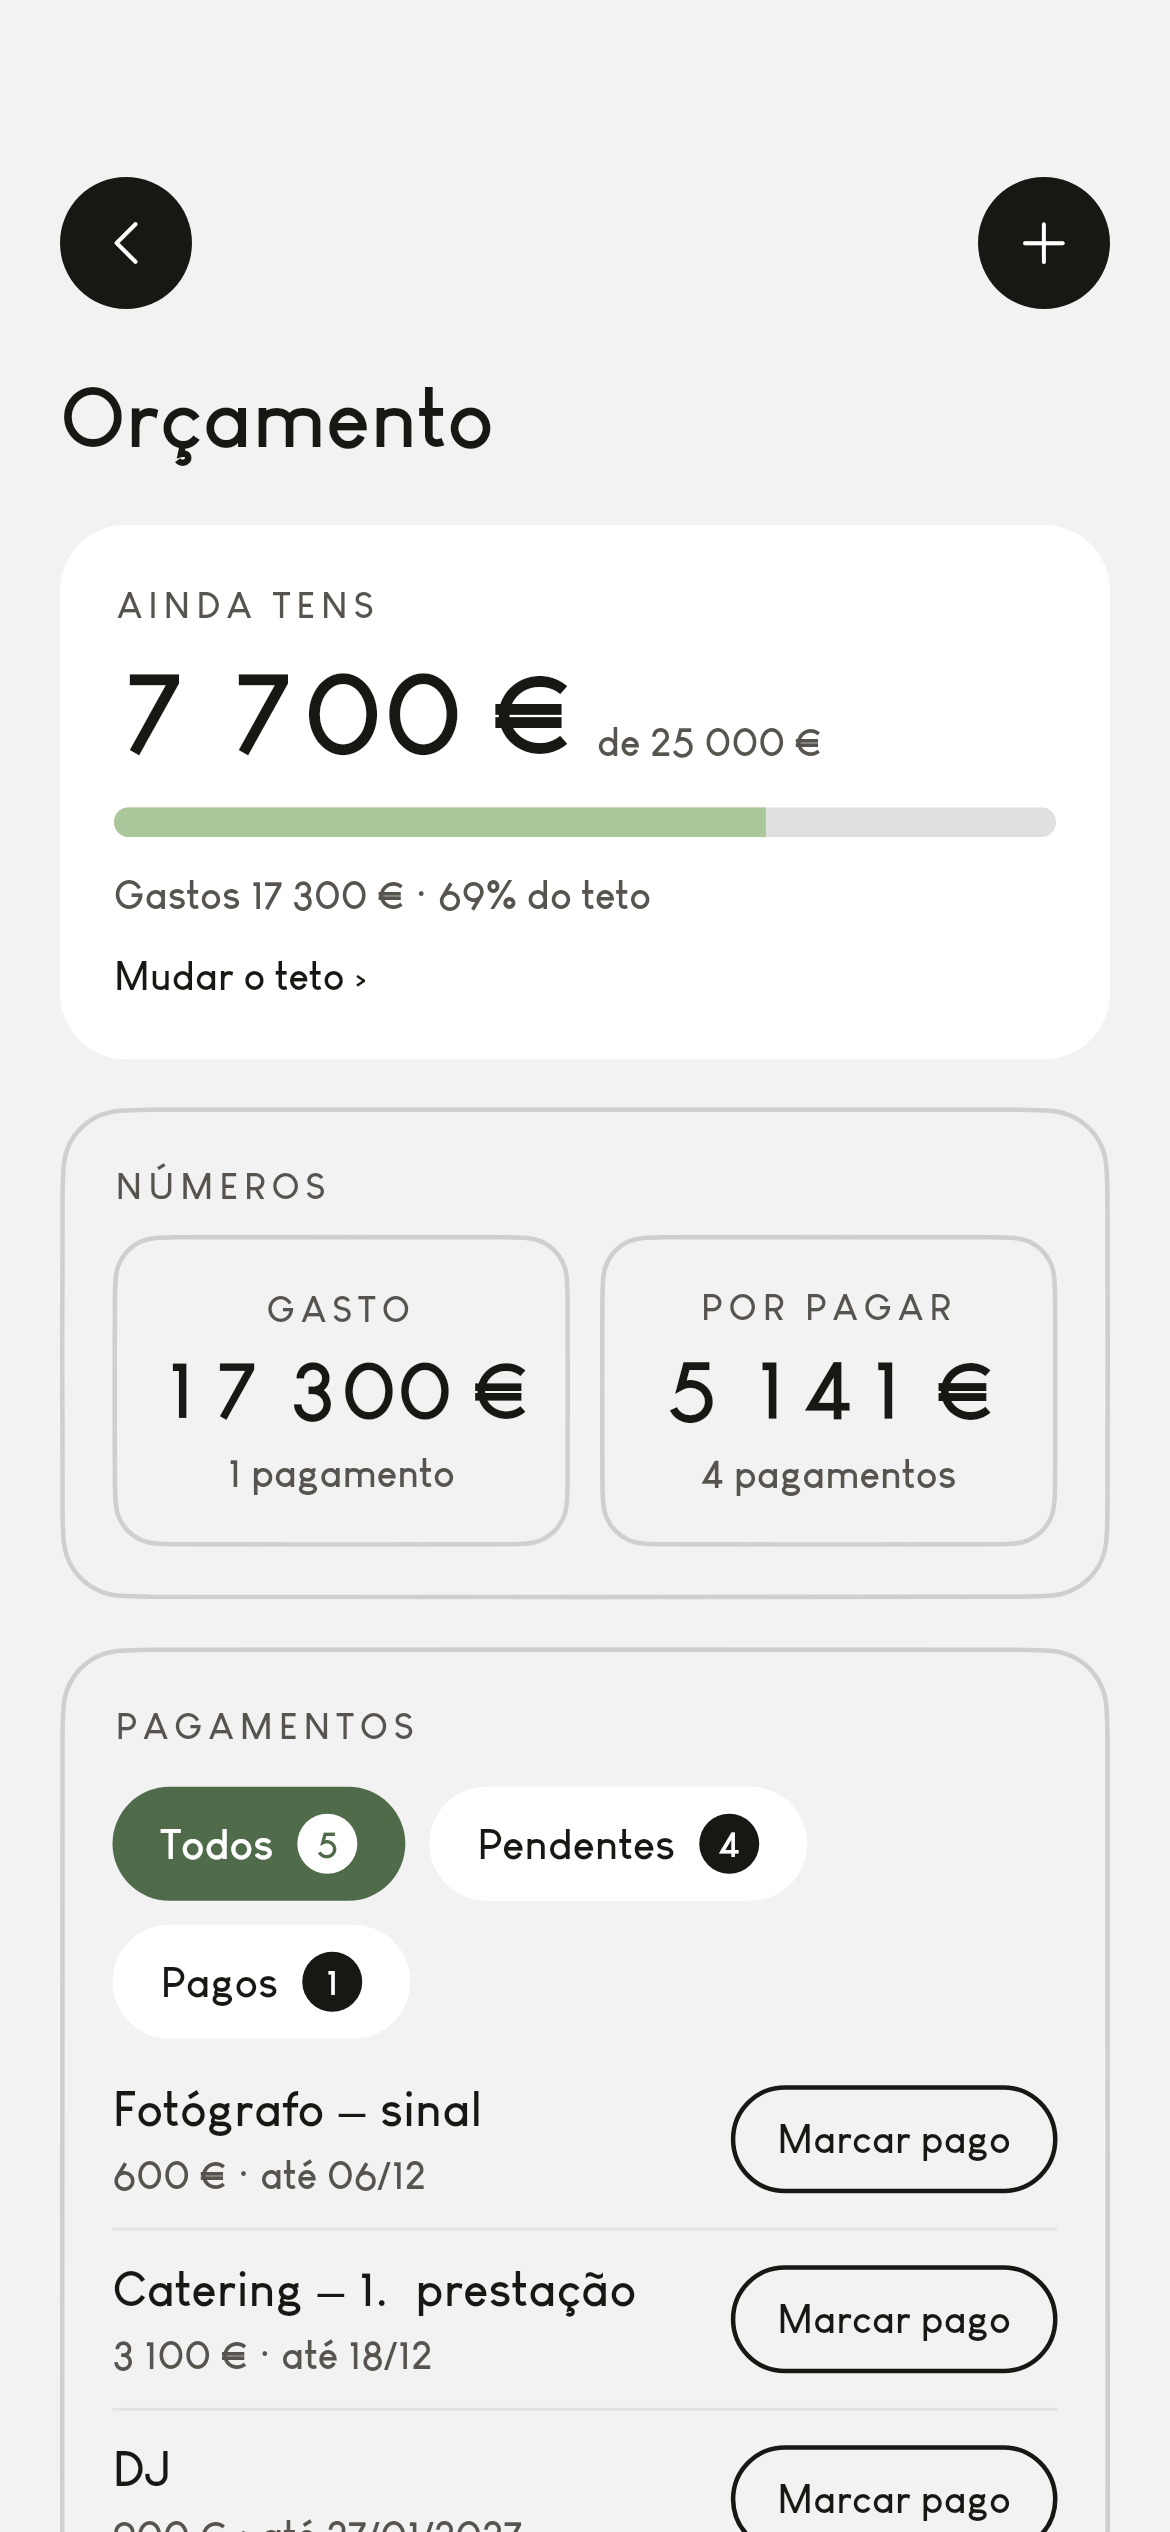 Orçamento
AINDA TENS
7 700 € de 25 000 €
Gastos 17 300 € · 69% do teto
Mudar o teto ›
NÚMEROS
GASTO
17 300 €
1 pagamento
POR PAGAR
5 141 €
4 pagamentos
PAGAMENTOS
Todos 5
Pendentes 4
Pagos 1
Fotógrafo — sinal
600 € · até 06/12
Marcar pago
Catering — 1. prestação
3 100 € · até 18/12
Marcar pago
DJ
Marcar pago